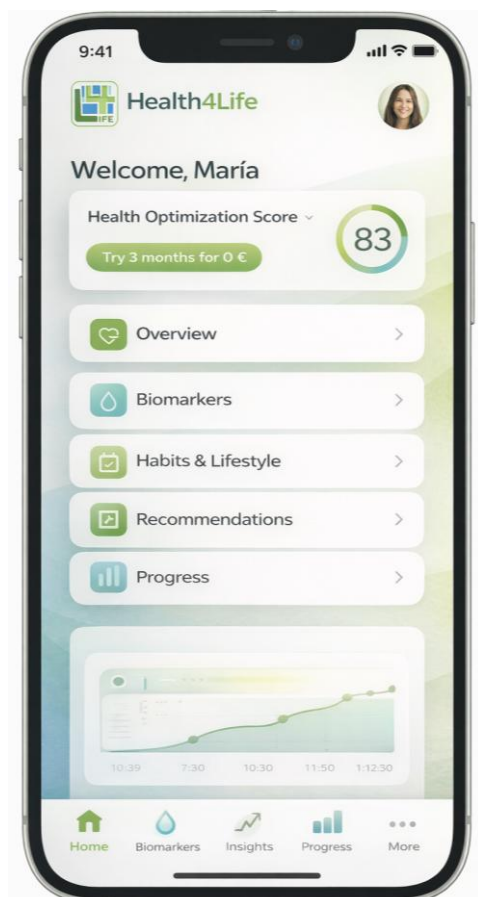 9:41
LIFE
Health4Life
Welcome, María
Health Optimization Score
83
Try 3 months for 0 €
Overview
Biomarkers
Habits & Lifestyle
Recommendations
Progress
10:39 7:30 10:30 11:50 1:12:30
Home Biomarkers Insights Progress More